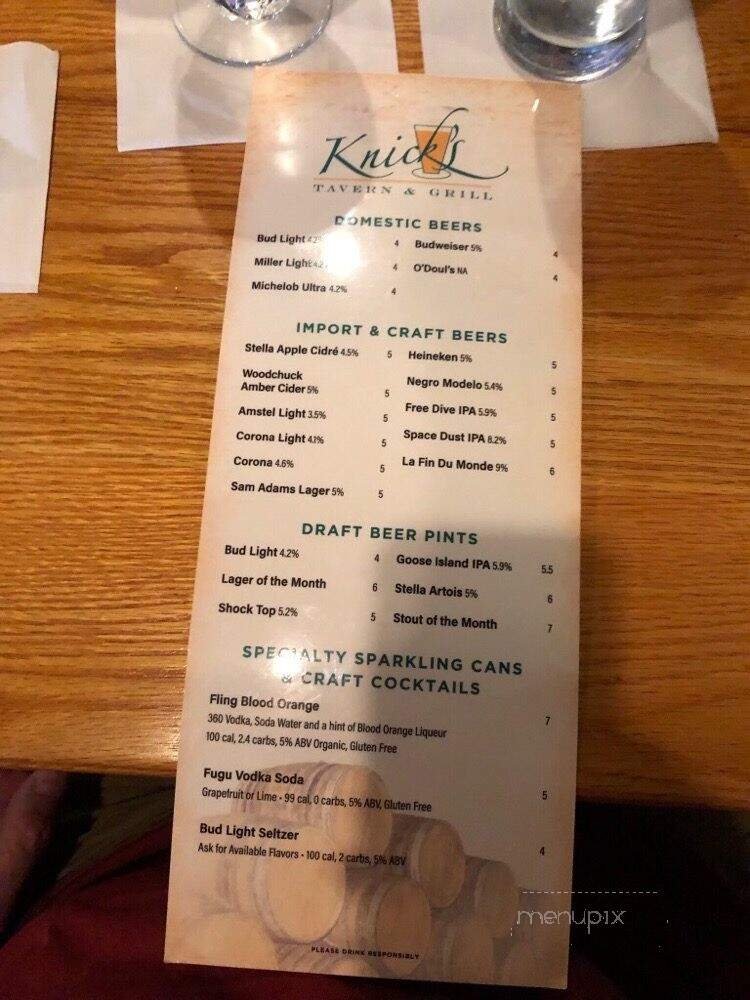 Knick's
TAVERN & GRILL
DOMESTIC BEERS
Bud Light 4.2% 4
Budweiser 5% 4
Miller Light 4.2% 4
O'Doul's NA 4
Michelob Ultra 4.2% 4
IMPORT & CRAFT BEERS
Stella Apple Cidré 4.5% 5
Heineken 5% 5
Woodchuck
Amber Cider 5% 5
Negro Modelo 5.4% 5
Amstel Light 3.5% 5
Free Dive IPA 5.9% 5
Corona Light 4.1% 5
Space Dust IPA 8.2% 5
Corona 4.6% 5
La Fin Du Monde 9% 6
Sam Adams Lager 5% 5
DRAFT BEER PINTS
Bud Light 4.2% 4
Goose Island IPA 5.9% 5.5
Lager of the Month 6
Stella Artois 5% 6
Shock Top 5.2% 5
Stout of the Month 7
SPECIALTY SPARKLING CANS
& CRAFT COCKTAILS
Fling Blood Orange 7
360 Vodka, Soda Water and a hint of Blood Orange Liqueur
100 cal, 2.4 carbs, 5% ABV Organic, Gluten Free
Fugu Vodka Soda 5
Grapefruit or Lime - 99 cal, 0 carbs, 5% ABV, Gluten Free
Bud Light Seltzer 4
Ask for Available Flavors - 100 cal, 2 carbs, 5% ABV
PLEASE DRINK RESPONSIBLY
menupix